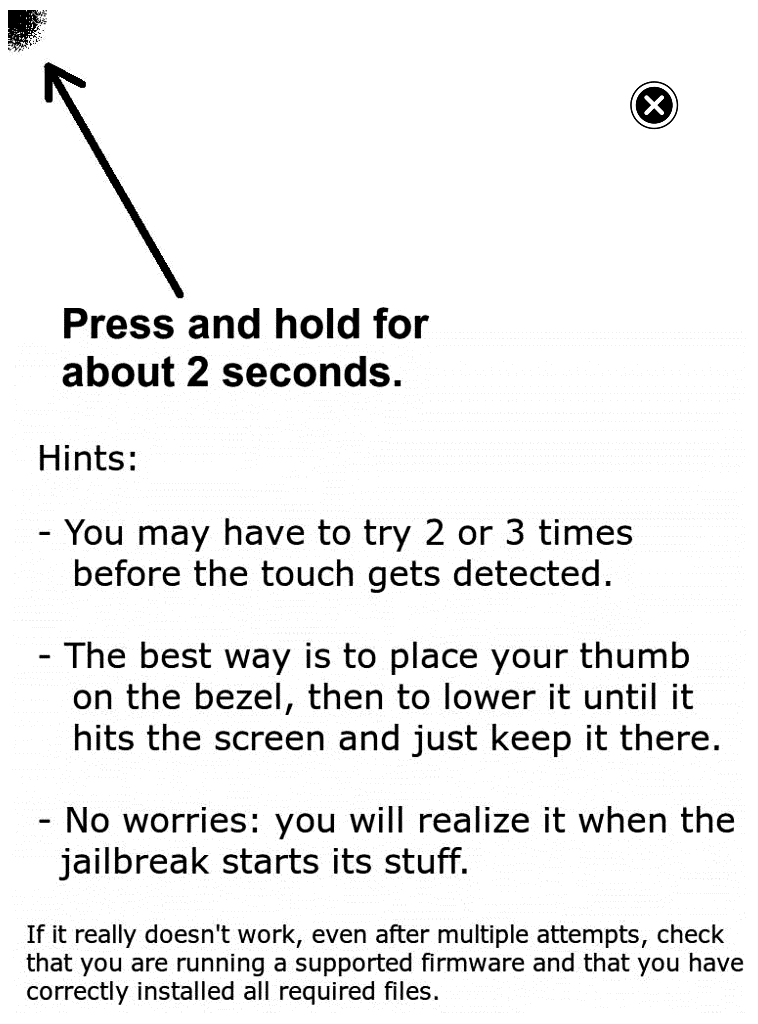 Press and hold for
about 2 seconds.
Hints:
- You may have to try 2 or 3 times
before the touch gets detected.
- The best way is to place your thumb
on the bezel, then to lower it until it
hits the screen and just keep it there.
- No worries: you will realize it when the
jailbreak starts its stuff.
If it really doesn't work, even after multiple attempts, check
that you are running a supported firmware and that you have
correctly installed all required files.